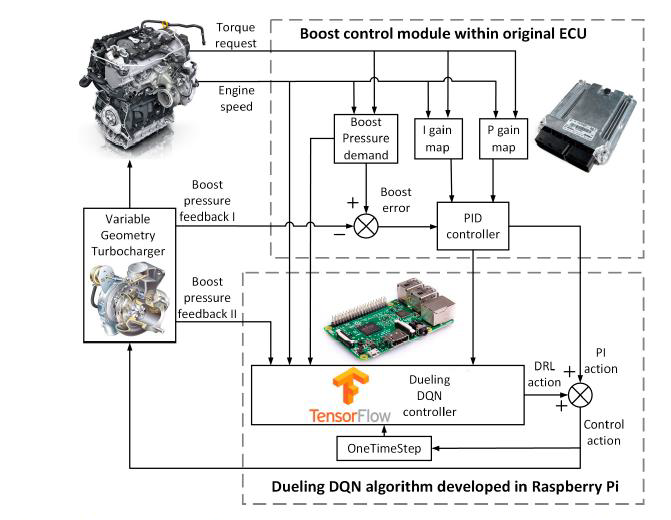 Torque
request
Boost control module within original ECU
Engine
speed
Boost
Pressure
demand
I gain
map
P gain
map
Boost
pressure
feedback I
+
Boost
error
−
PID
controller
Variable
Geometry
Turbocharger
Boost
pressure
feedback II
TensorFlow
Dueling
DQN
controller
DRL
action
+
PI
action
+
Control
action
OneTimeStep
Dueling DQN algorithm developed in Raspberry Pi